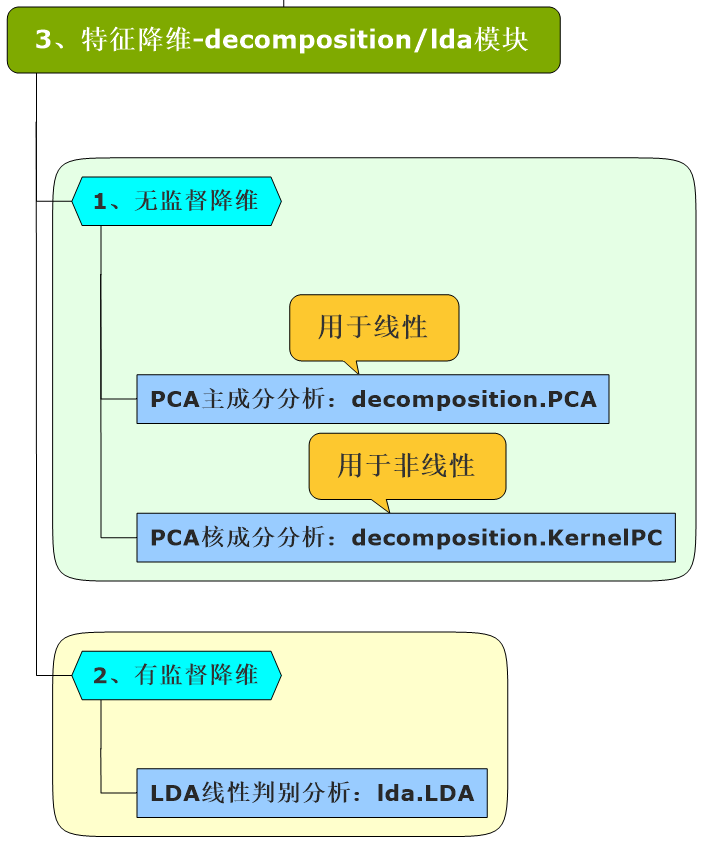 3、特征降维-decomposition/lda模块
1、无监督降维
用于线性
PCA主成分分析：decomposition.PCA
用于非线性
PCA核成分分析：decomposition.KernelPC
2、有监督降维
LDA线性判别分析：lda.LDA